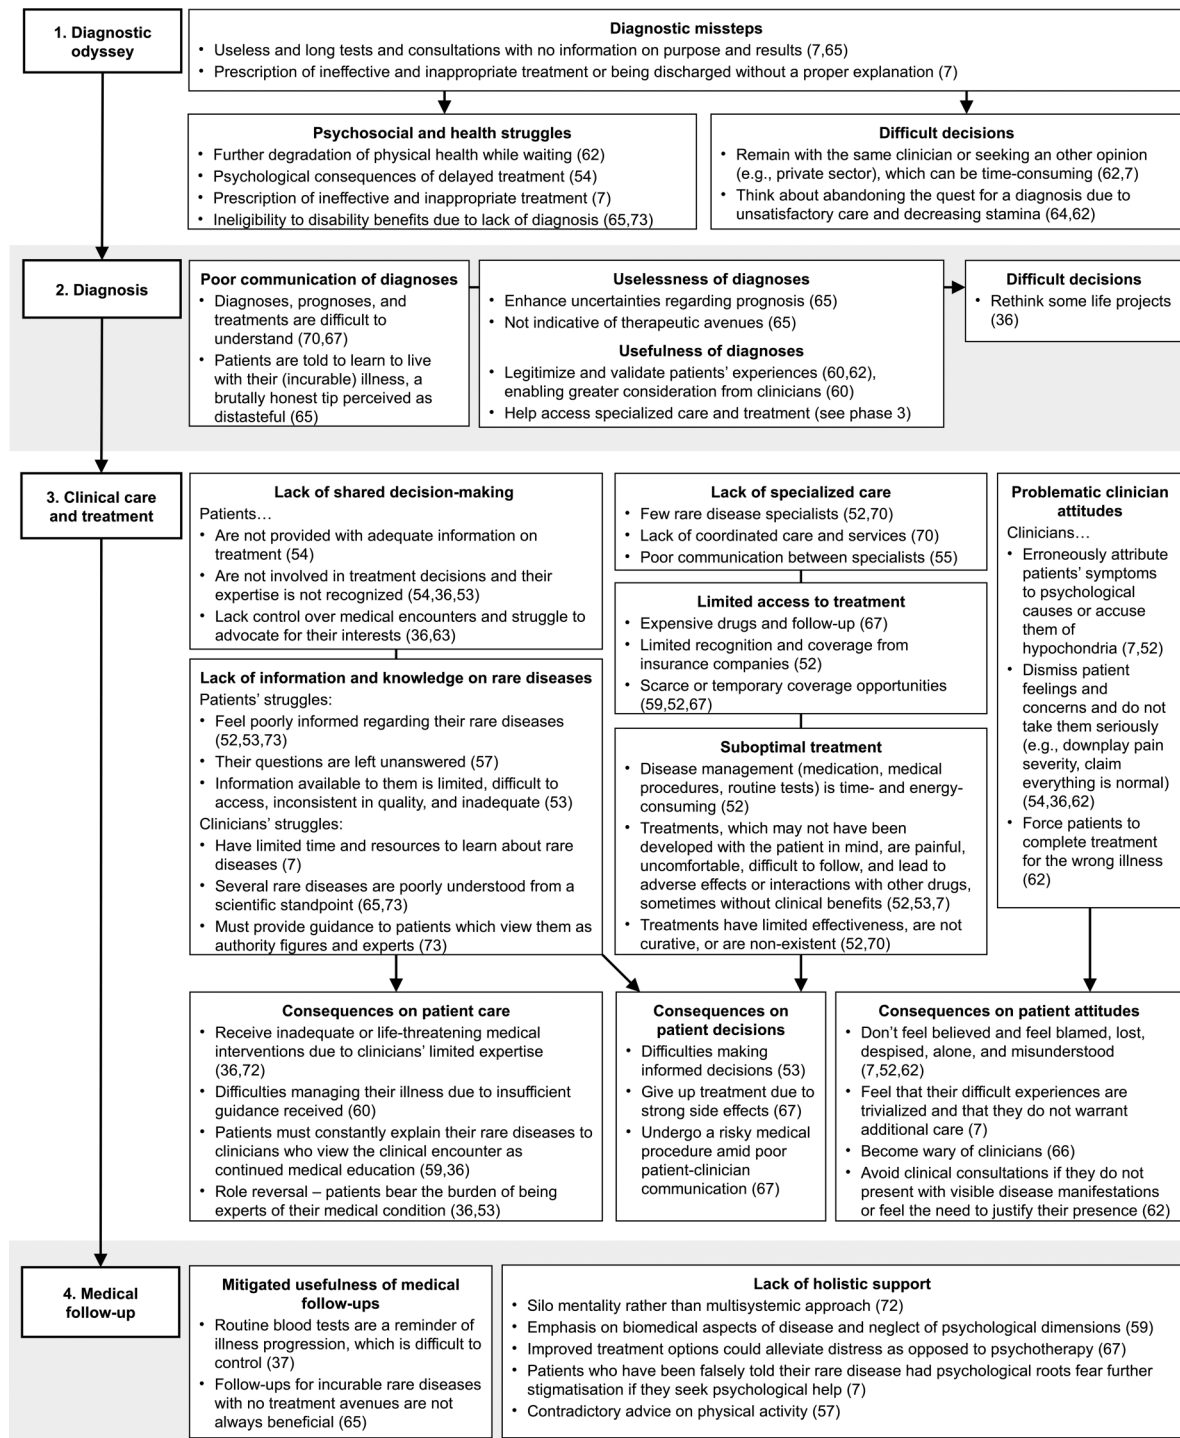 1. Diagnostic
odyssey
Diagnostic missteps
• Useless and long tests and consultations with no information on purpose and results (7,65)
• Prescription of ineffective and inappropriate treatment or being discharged without a proper explanation (7)
Psychosocial and health struggles
• Further degradation of physical health while waiting (62)
• Psychological consequences of delayed treatment (54)
• Prescription of ineffective and inappropriate treatment (7)
• Ineligibility to disability benefits due to lack of diagnosis (65,73)
Difficult decisions
• Remain with the same clinician or seeking an other opinion
(e.g., private sector), which can be time-consuming (62,7)
• Think about abandoning the quest for a diagnosis due to
unsatisfactory care and decreasing stamina (64,62)
2. Diagnosis
Poor communication of diagnoses
• Diagnoses, prognoses, and
treatments are difficult to
understand (70,67)
• Patients are told to learn to live
with their (incurable) illness, a
brutally honest tip perceived as
distasteful (65)
Uselessness of diagnoses
• Enhance uncertainties regarding prognosis (65)
• Not indicative of therapeutic avenues (65)
Usefulness of diagnoses
• Legitimize and validate patients' experiences (60,62),
enabling greater consideration from clinicians (60)
• Help access specialized care and treatment (see phase 3)
Difficult decisions
• Rethink some life projects
(36)
3. Clinical care
and treatment
Lack of shared decision-making
Patients…
• Are not provided with adequate information on
treatment (54)
• Are not involved in treatment decisions and their
expertise is not recognized (54,36,53)
• Lack control over medical encounters and struggle to
advocate for their interests (36,63)
Lack of information and knowledge on rare diseases
Patients' struggles:
• Feel poorly informed regarding their rare diseases
(52,53,73)
• Their questions are left unanswered (57)
• Information available to them is limited, difficult to
access, inconsistent in quality, and inadequate (53)
Clinicians' struggles:
• Have limited time and resources to learn about rare
diseases (7)
• Several rare diseases are poorly understood from a
scientific standpoint (65,73)
• Must provide guidance to patients which view them as
authority figures and experts (73)
Lack of specialized care
• Few rare disease specialists (52,70)
• Lack of coordinated care and services (70)
• Poor communication between specialists (55)
Limited access to treatment
• Expensive drugs and follow-up (67)
• Limited recognition and coverage from
insurance companies (52)
• Scarce or temporary coverage opportunities
(59,52,67)
Suboptimal treatment
• Disease management (medication, medical
procedures, routine tests) is time- and energy-
consuming (52)
• Treatments, which may not have been
developed with the patient in mind, are painful,
uncomfortable, difficult to follow, and lead to
adverse effects or interactions with other drugs,
sometimes without clinical benefits (52,53,7)
• Treatments have limited effectiveness, are not
curative, or are non-existent (52,70)
Problematic clinician
attitudes
Clinicians…
• Erroneously attribute
patients' symptoms
to psychological
causes or accuse
them of
hypochondria (7,52)
• Dismiss patient
feelings and
concerns and do not
take them seriously
(e.g., downplay pain
severity, claim
everything is normal)
(54,36,62)
• Force patients to
complete treatment
for the wrong illness
(62)
Consequences on patient care
• Receive inadequate or life-threatening medical
interventions due to clinicians' limited expertise
(36,72)
• Difficulties managing their illness due to insufficient
guidance received (60)
• Patients must constantly explain their rare diseases to
clinicians who view the clinical encounter as
continued medical education (59,36)
• Role reversal – patients bear the burden of being
experts of their medical condition (36,53)
Consequences on
patient decisions
• Difficulties making
informed decisions (53)
• Give up treatment due to
strong side effects (67)
• Undergo a risky medical
procedure amid poor
patient-clinician
communication (67)
Consequences on patient attitudes
• Don't feel believed and feel blamed, lost,
despised, alone, and misunderstood
(7,52,62)
• Feel that their difficult experiences are
trivialized and that they do not warrant
additional care (7)
• Become wary of clinicians (66)
• Avoid clinical consultations if they do not
present with visible disease manifestations
or feel the need to justify their presence (62)
4. Medical
follow-up
Mitigated usefulness of medical
follow-ups
• Routine blood tests are a reminder of
illness progression, which is difficult to
control (37)
• Follow-ups for incurable rare diseases
with no treatment avenues are not
always beneficial (65)
Lack of holistic support
• Silo mentality rather than multisystemic approach (72)
• Emphasis on biomedical aspects of disease and neglect of psychological dimensions (59)
• Improved treatment options could alleviate distress as opposed to psychotherapy (67)
• Patients who have been falsely told their rare disease had psychological roots fear further
stigmatisation if they seek psychological help (7)
• Contradictory advice on physical activity (57)